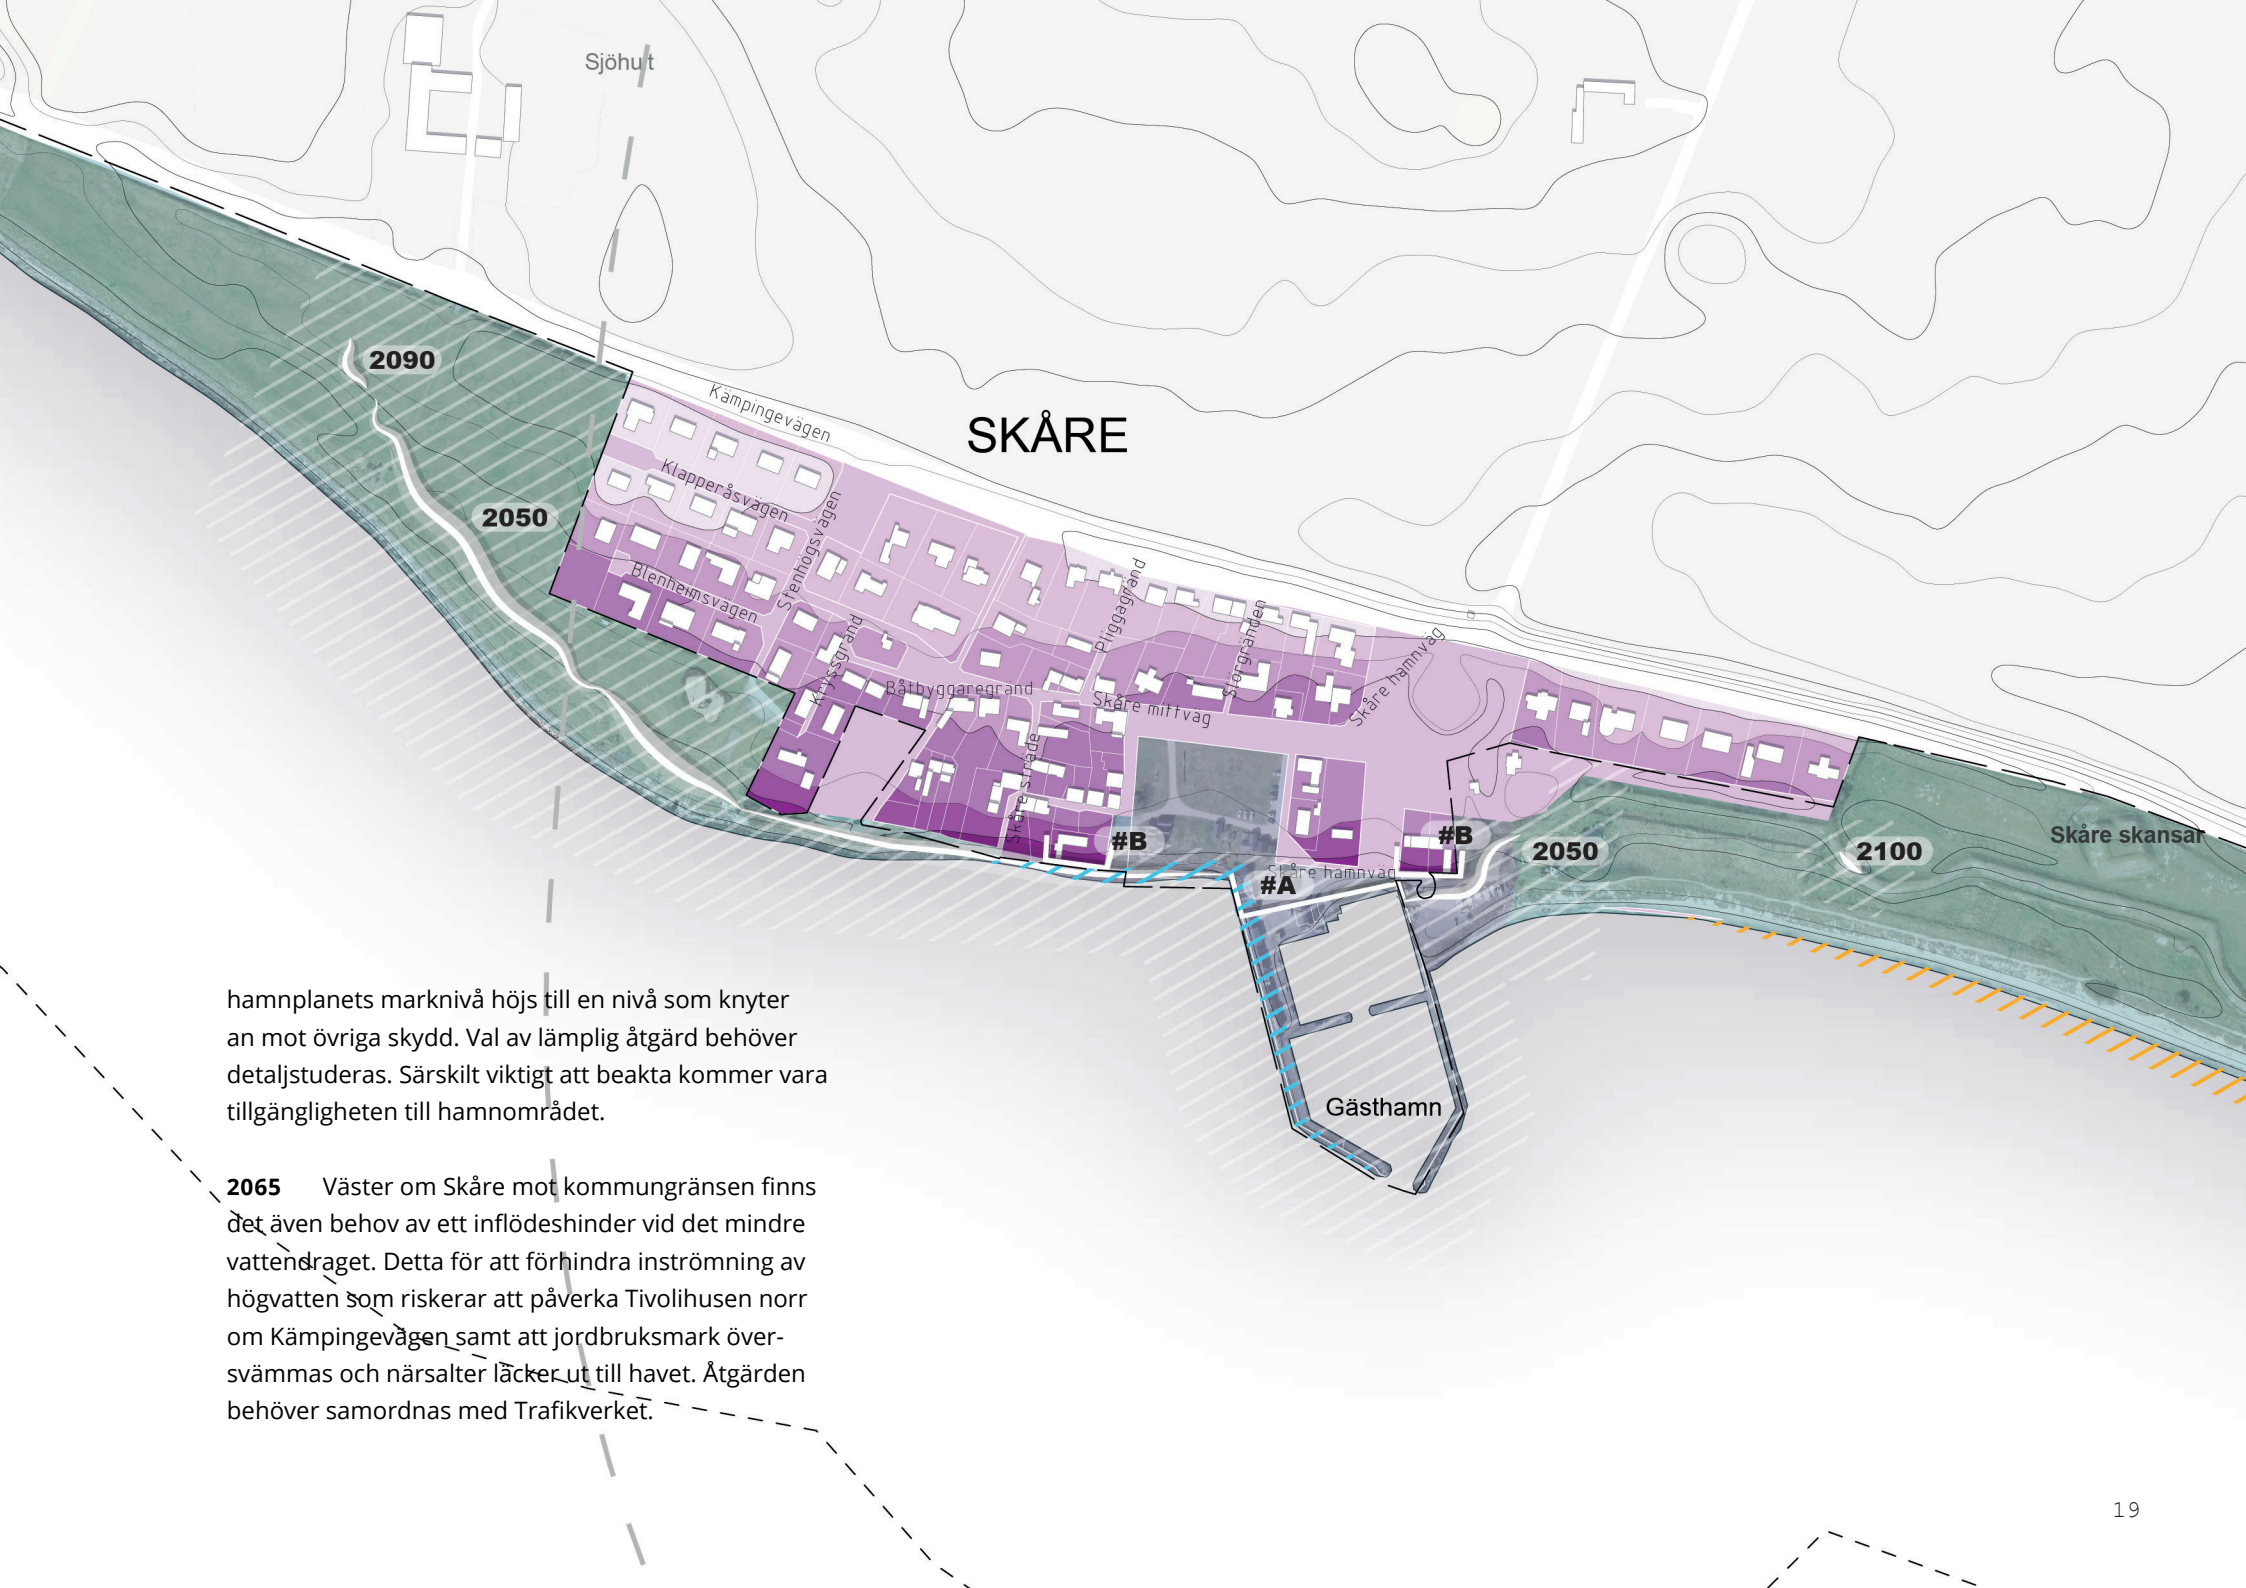 Sjöhult
2090
Kämpingevägen
SKÅRE
Klapperåsvägen
2050
Stenhogsvägen
Blenheimsvägen
Pliggagränd
Störgränden
Kryssgränd
Skåre hamnväg
Båtbyggaregränd
Skåre mittväg
Skåre stråde
#B
#B
2050
2100
Skåre skansar
Skåre hamnväg
#A
Gästhamn
hamnplanets marknivå höjs till en nivå som knyter
an mot övriga skydd. Val av lämplig åtgärd behöver
detaljstuderas. Särskilt viktigt att beakta kommer vara
tillgängligheten till hamnområdet.
2065 Väster om Skåre mot kommungränsen finns
det även behov av ett inflödeshinder vid det mindre
vattendraget. Detta för att förhindra inströmning av
högvatten som riskerar att påverka Tivolihusen norr
om Kämpingevägen samt att jordbruksmark över-
svämmas och närsalter läcker ut till havet. Åtgärden
behöver samordnas med Trafikverket.
19